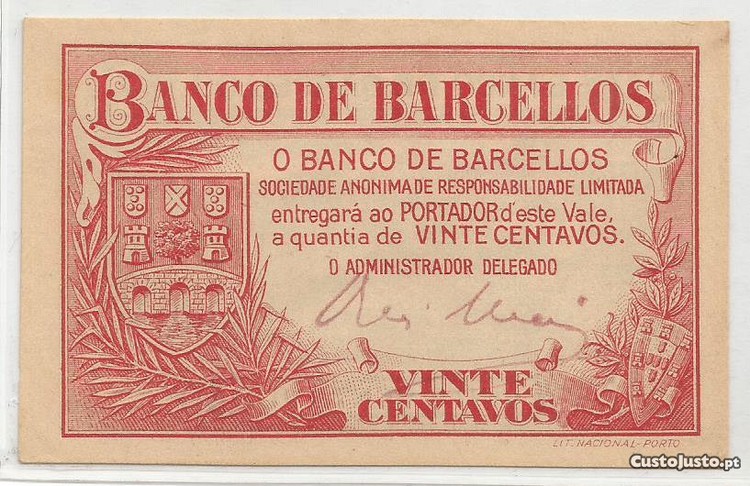 BANCO DE BARCELLOS
O BANCO DE BARCELLOS
SOCIEDADE ANONIMA DE RESPONSABILIDADE LIMITADA
entregará ao PORTADOR d'este Vale,
a quantia de VINTE CENTAVOS.
O ADMINISTRADOR DELEGADO
VINTE
CENTAVOS
LIT. NACIONAL-PORTO
CustoJusto.pt